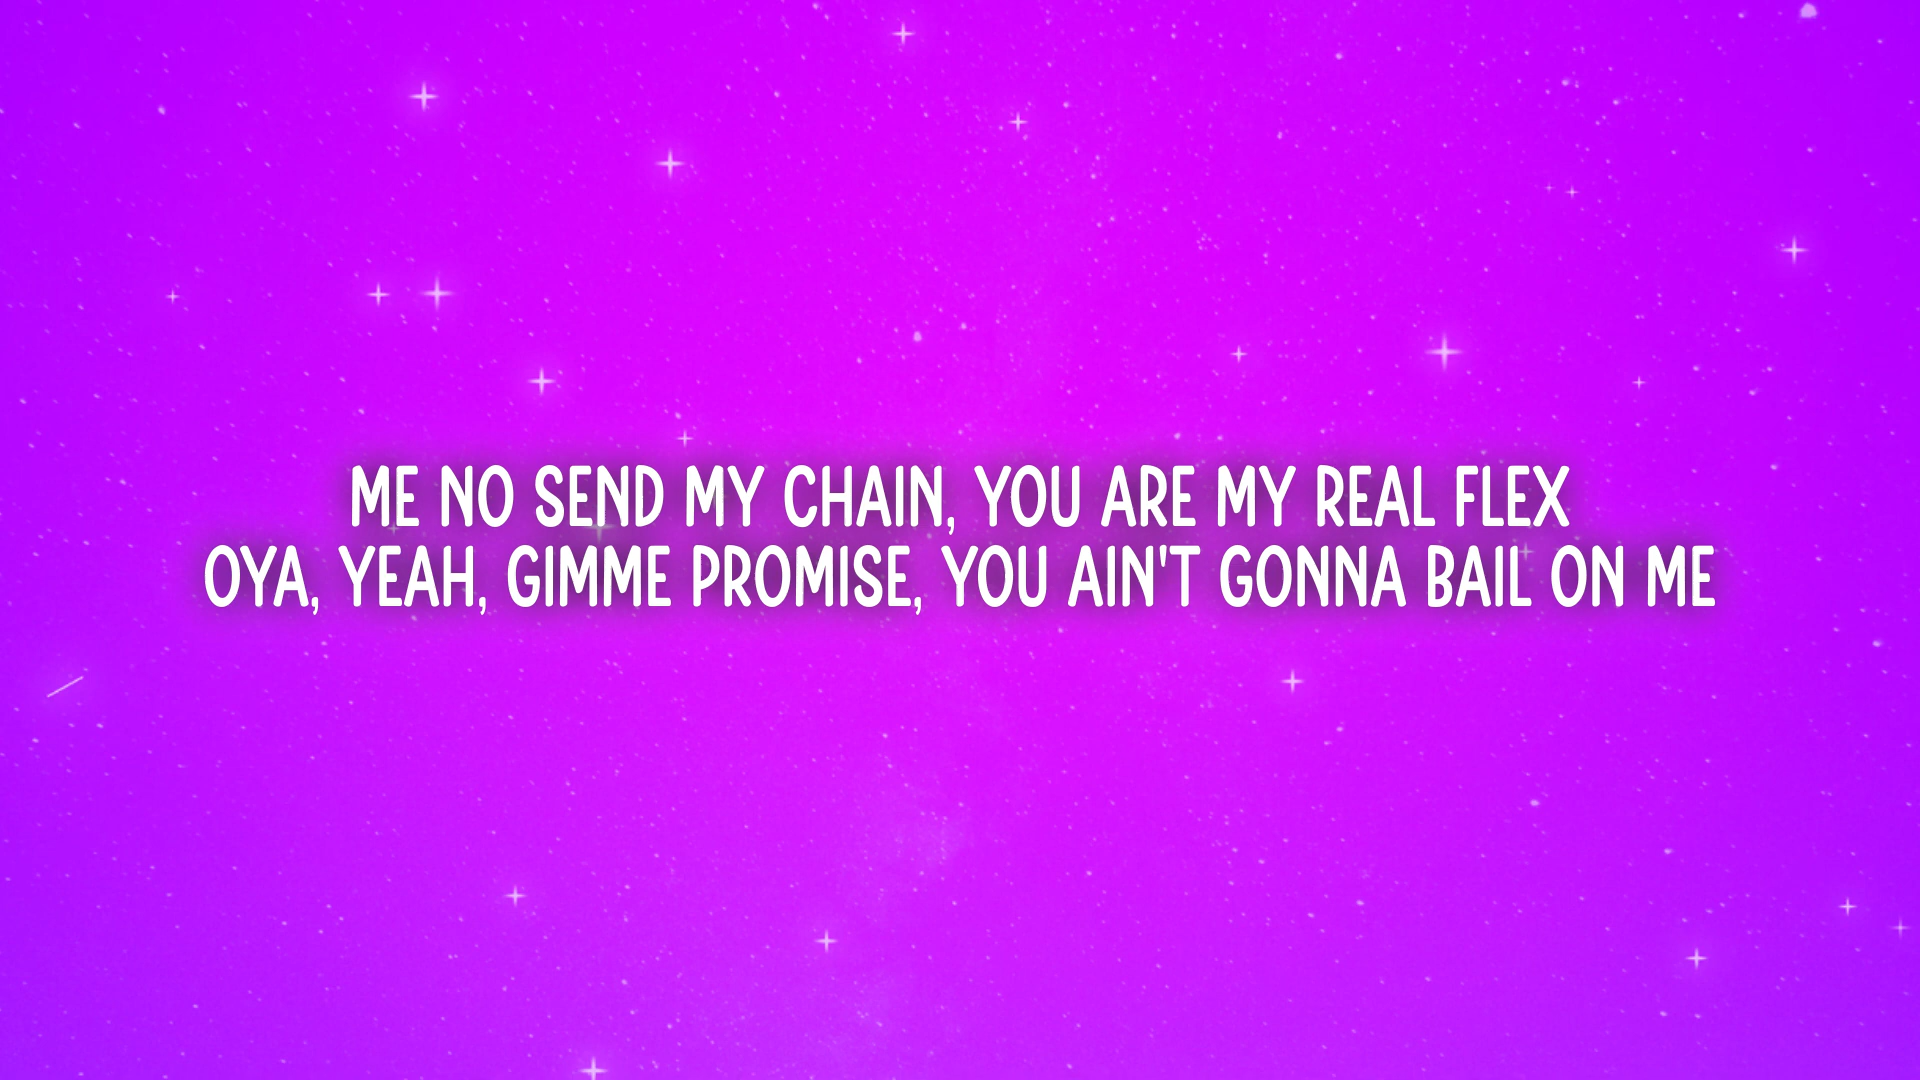 ME NO SEND MY CHAIN, YOU ARE MY REAL FLEX
OYA, YEAH, GIMME PROMISE, YOU AIN'T GONNA BAIL ON ME